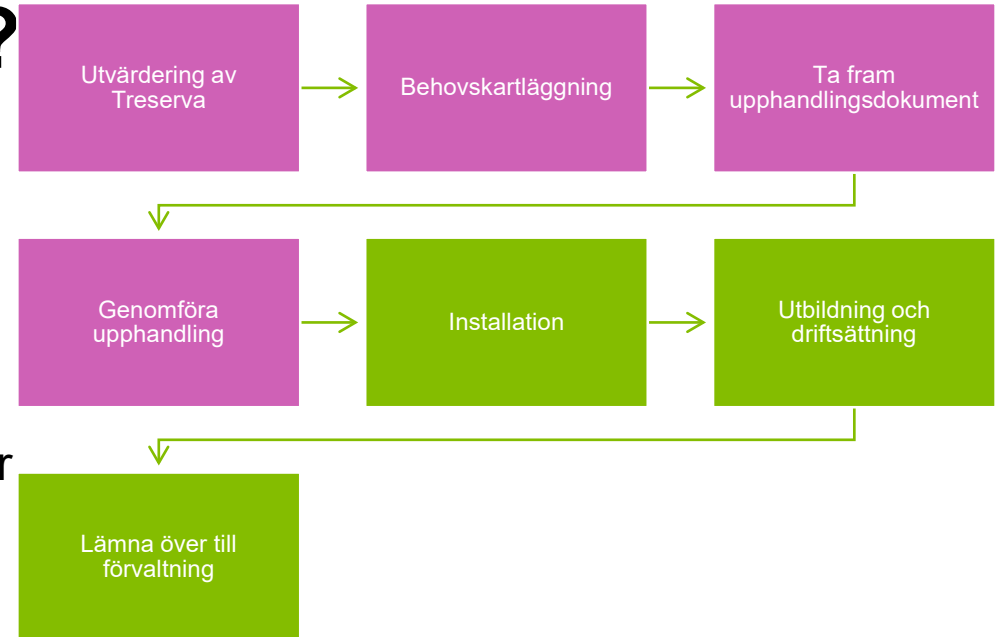 ?
Utvärdering av
Treserva
Behovskartläggning
Ta fram
upphandlingsdokument
Genomföra
upphandling
Installation
Utbildning och
driftsättning
r
Lämna över till
förvaltning